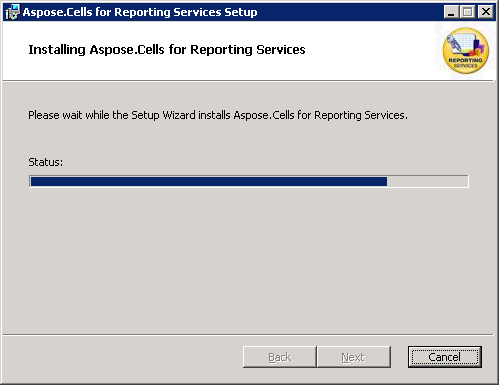 Aspose.Cells for Reporting Services Setup
Installing Aspose.Cells for Reporting Services
REPORTING
SERVICES
Please wait while the Setup Wizard installs Aspose.Cells for Reporting Services.
Status:
Back
Next
Cancel